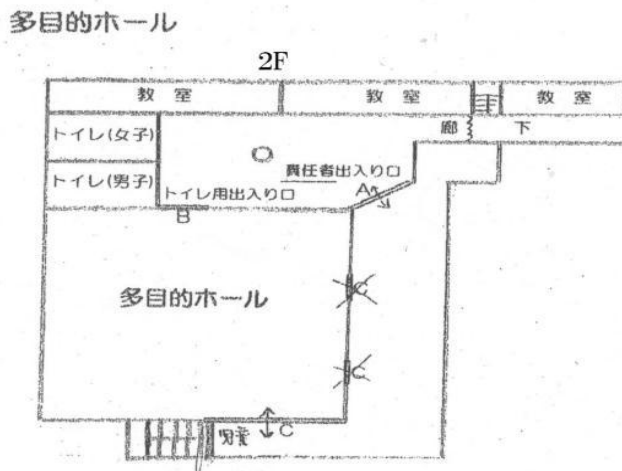 多目的ホール
2F
教室
教室
教室
トイレ(女子)
廊下
責任者出入り口
トイレ(男子)
A
トイレ用出入り口
B
多目的ホール
C
C
C